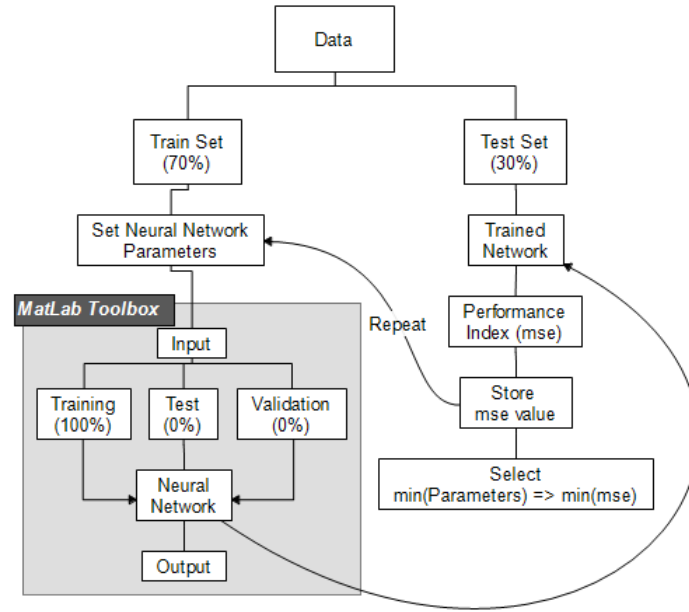 Data
Train Set
(70%)
Test Set
(30%)
Set Neural Network
Parameters
Trained
Network
MatLab Toolbox
Repeat
Performance
Index (mse)
Input
Training
(100%)
Test
(0%)
Validation
(0%)
Store
mse value
Neural
Network
Select
min(Parameters) => min(mse)
Output